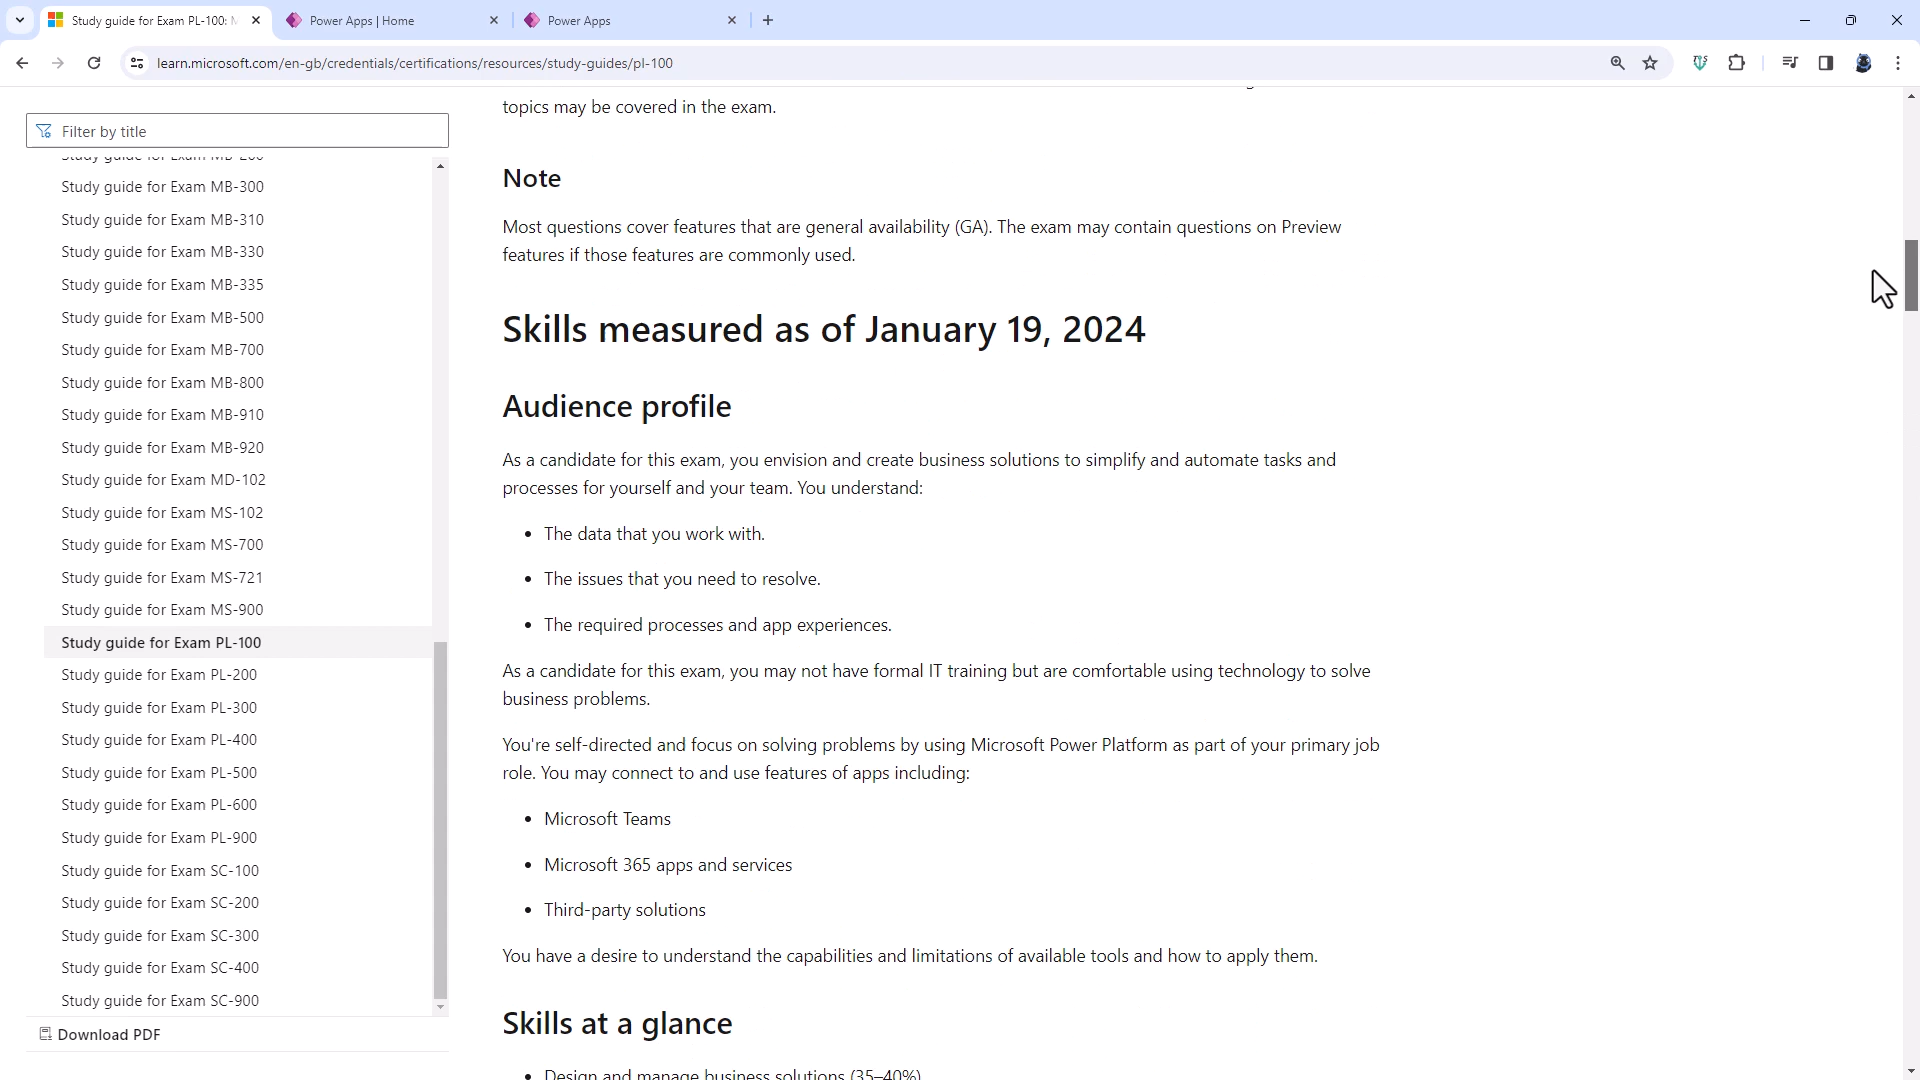 Study guide for Exam PL-100: M
Power Apps | Home
Power Apps
learn.microsoft.com/en-gb/credentials/certifications/resources/study-guides/pl-100
Filter by title
Study guide for Exam MB-260
Study guide for Exam MB-300
Study guide for Exam MB-310
Study guide for Exam MB-330
Study guide for Exam MB-335
Study guide for Exam MB-500
Study guide for Exam MB-700
Study guide for Exam MB-800
Study guide for Exam MB-910
Study guide for Exam MB-920
Study guide for Exam MD-102
Study guide for Exam MS-102
Study guide for Exam MS-700
Study guide for Exam MS-721
Study guide for Exam MS-900
Study guide for Exam PL-100
Study guide for Exam PL-200
Study guide for Exam PL-300
Study guide for Exam PL-400
Study guide for Exam PL-500
Study guide for Exam PL-600
Study guide for Exam PL-900
Study guide for Exam SC-100
Study guide for Exam SC-200
Study guide for Exam SC-300
Study guide for Exam SC-400
Study guide for Exam SC-900
Download PDF
topics may be covered in the exam.
Note
Most questions cover features that are general availability (GA). The exam may contain questions on Preview
features if those features are commonly used.
Skills measured as of January 19, 2024
Audience profile
As a candidate for this exam, you envision and create business solutions to simplify and automate tasks and
processes for yourself and your team. You understand:
• The data that you work with.
• The issues that you need to resolve.
• The required processes and app experiences.
As a candidate for this exam, you may not have formal IT training but are comfortable using technology to solve
business problems.
You're self-directed and focus on solving problems by using Microsoft Power Platform as part of your primary job
role. You may connect to and use features of apps including:
• Microsoft Teams
• Microsoft 365 apps and services
• Third-party solutions
You have a desire to understand the capabilities and limitations of available tools and how to apply them.
Skills at a glance
• Design and manage business solutions (35–40%)